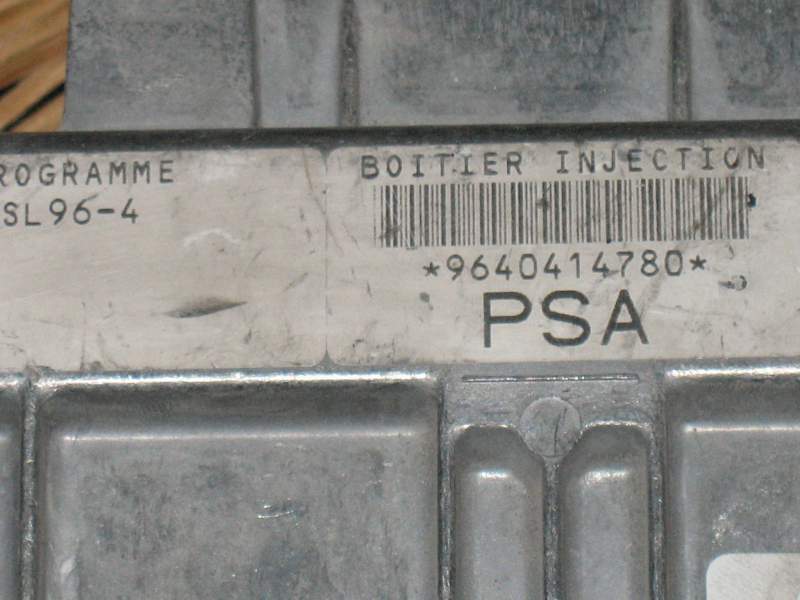 ROGRAMME
SL96-4
BOITIER INJECTION
*9640414780*
PSA